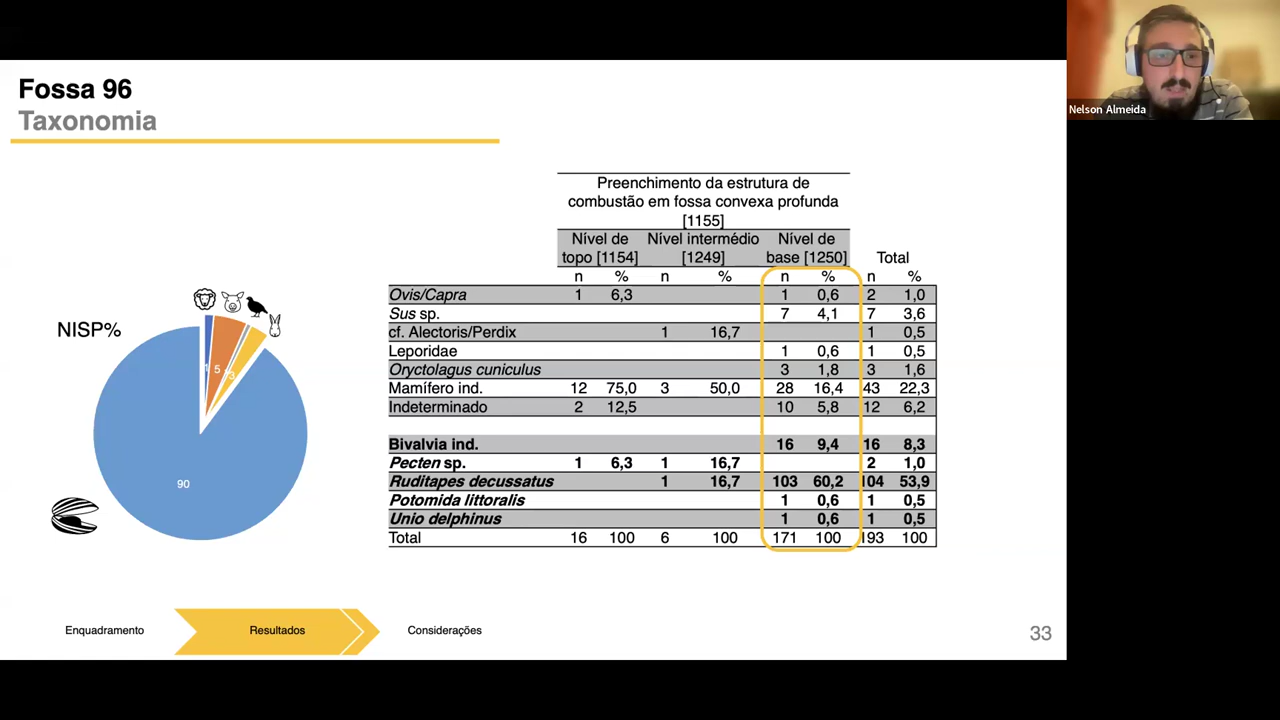 Nelson Almeida
Fossa 96
Taxonomia
NISP%
1
5
3
90
Preenchimento da estrutura de
combustão em fossa convexa profunda
[1155]
Nível de Nível intermédio Nível de
topo [1154] [1249] base [1250] Total
n % n % n % n %
Ovis/Capra 1 6,3 1 0,6 2 1,0
Sus sp. 7 4,1 7 3,6
cf. Alectoris/Perdix 1 16,7 1 0,5
Leporidae 1 0,6 1 0,5
Oryctolagus cuniculus 3 1,8 3 1,6
Mamífero ind. 12 75,0 3 50,0 28 16,4 43 22,3
Indeterminado 2 12,5 10 5,8 12 6,2
Bivalvia ind. 16 9,4 16 8,3
Pecten sp. 1 6,3 1 16,7 2 1,0
Ruditapes decussatus 1 16,7 103 60,2 104 53,9
Potomida littoralis 1 0,6 1 0,5
Unio delphinus 1 0,6 1 0,5
Total 16 100 6 100 171 100 193 100
Enquadramento Resultados Considerações
33